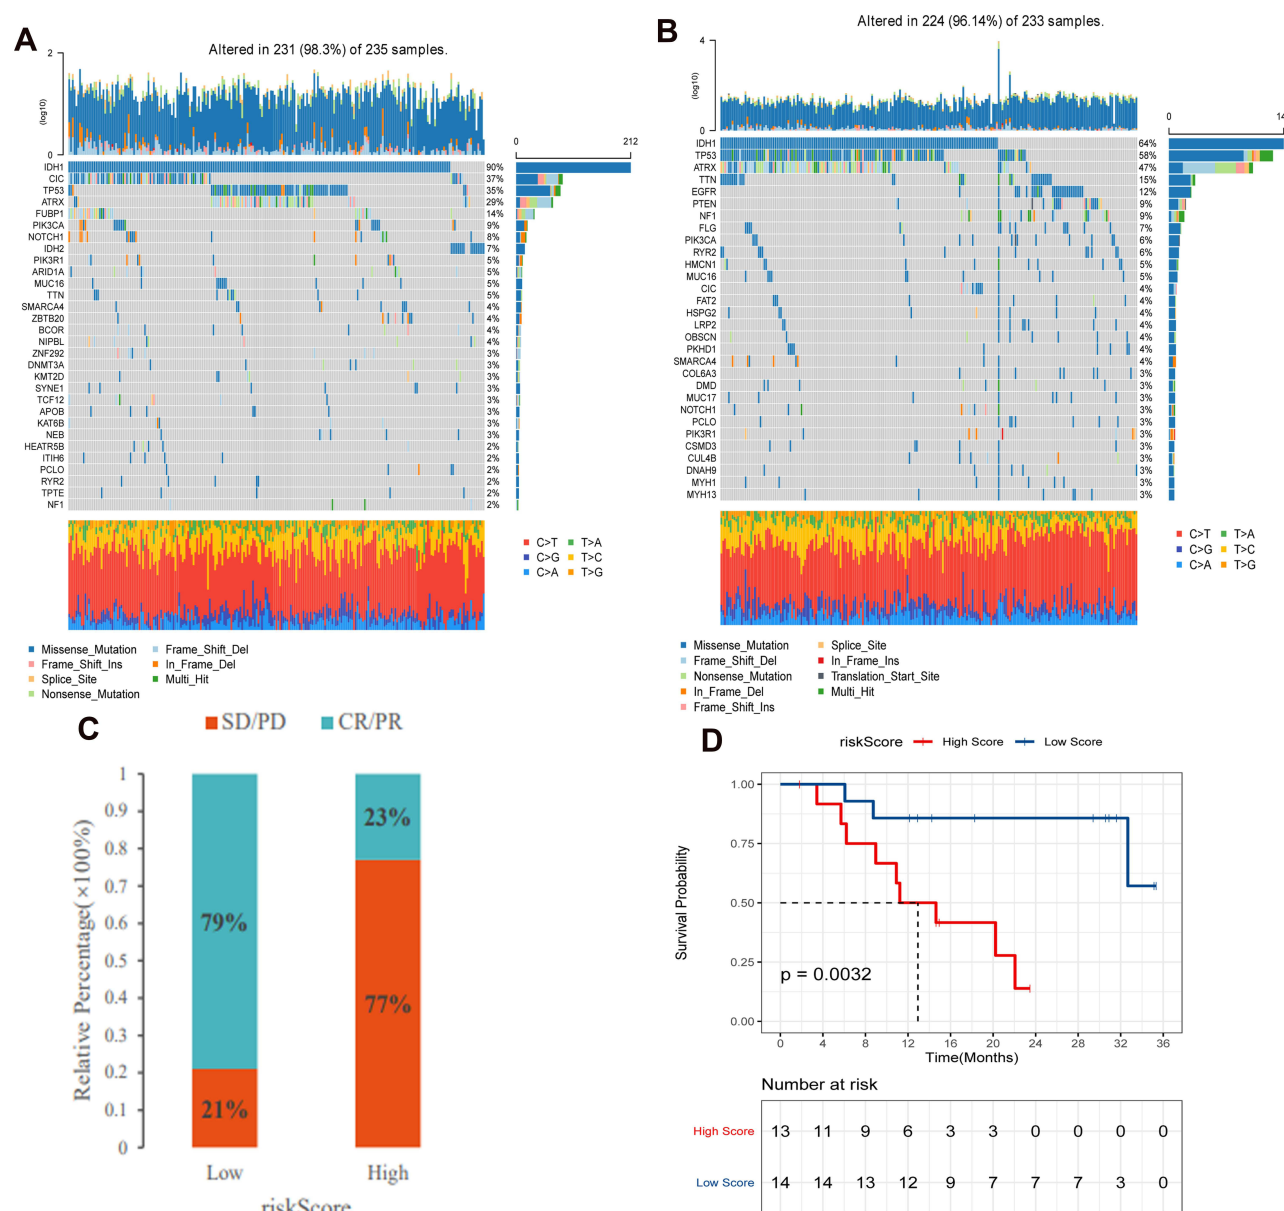 A
Altered in 231 (98.3%) of 235 samples.
2
1
0
(log10)
0 212
IDH1 90%
CIC 37%
TP53 35%
ATRX 29%
FUBP1 14%
PIK3CA 9%
NOTCH1 8%
IDH2 7%
PIK3R1 5%
ARID1A 5%
MUC16 5%
TTN 5%
SMARCA4 4%
ZBTB20 4%
BCOR 4%
NIPBL 4%
ZNF292 3%
DNMT3A 3%
KMT2D 3%
SYNE1 3%
TCF12 3%
APOB 3%
KAT6B 3%
NEB 3%
HEATR5B 2%
ITIH6 2%
PCLO 2%
RYR2 2%
TPTE 2%
NF1 2%
C>T T>A
C>G T>C
C>A T>G
Missense_Mutation Frame_Shift_Del
Frame_Shift_Ins In_Frame_Del
Splice_Site Multi_Hit
Nonsense_Mutation
B
Altered in 224 (96.14%) of 233 samples.
4
2
0
(log10)
0 14
IDH1 64%
TP53 58%
ATRX 47%
TTN 15%
EGFR 12%
PTEN 9%
NF1 9%
FLG 7%
PIK3CA 6%
RYR2 6%
HMCN1 5%
MUC16 5%
CIC 4%
FAT2 4%
HSPG2 4%
LRP2 4%
OBSCN 4%
PKHD1 4%
SMARCA4 4%
COL6A3 3%
DMD 3%
MUC17 3%
NOTCH1 3%
PCLO 3%
PIK3R1 3%
CSMD3 3%
CUL4B 3%
DNAH9 3%
MYH1 3%
MYH13 3%
C>T T>A
C>G T>C
C>A T>G
Missense_Mutation Splice_Site
Frame_Shift_Del In_Frame_Ins
Nonsense_Mutation Translation_Start_Site
In_Frame_Del Multi_Hit
Frame_Shift_Ins
C
SD/PD CR/PR
Relative Percentage(×100%)
1
0.9
0.8
0.7
0.6
0.5
0.4
0.3
0.2
0.1
0
79%
21%
23%
77%
Low High
riskScore
D
riskScore High Score Low Score
Survival Probability
1.00
0.75
0.50
0.25
0.00
p = 0.0032
0 4 8 12 16 20 24 28 32 36
Time(Months)
Number at risk
High Score 13 11 9 6 3 3 0 0 0 0
Low Score 14 14 13 12 9 7 7 7 3 0